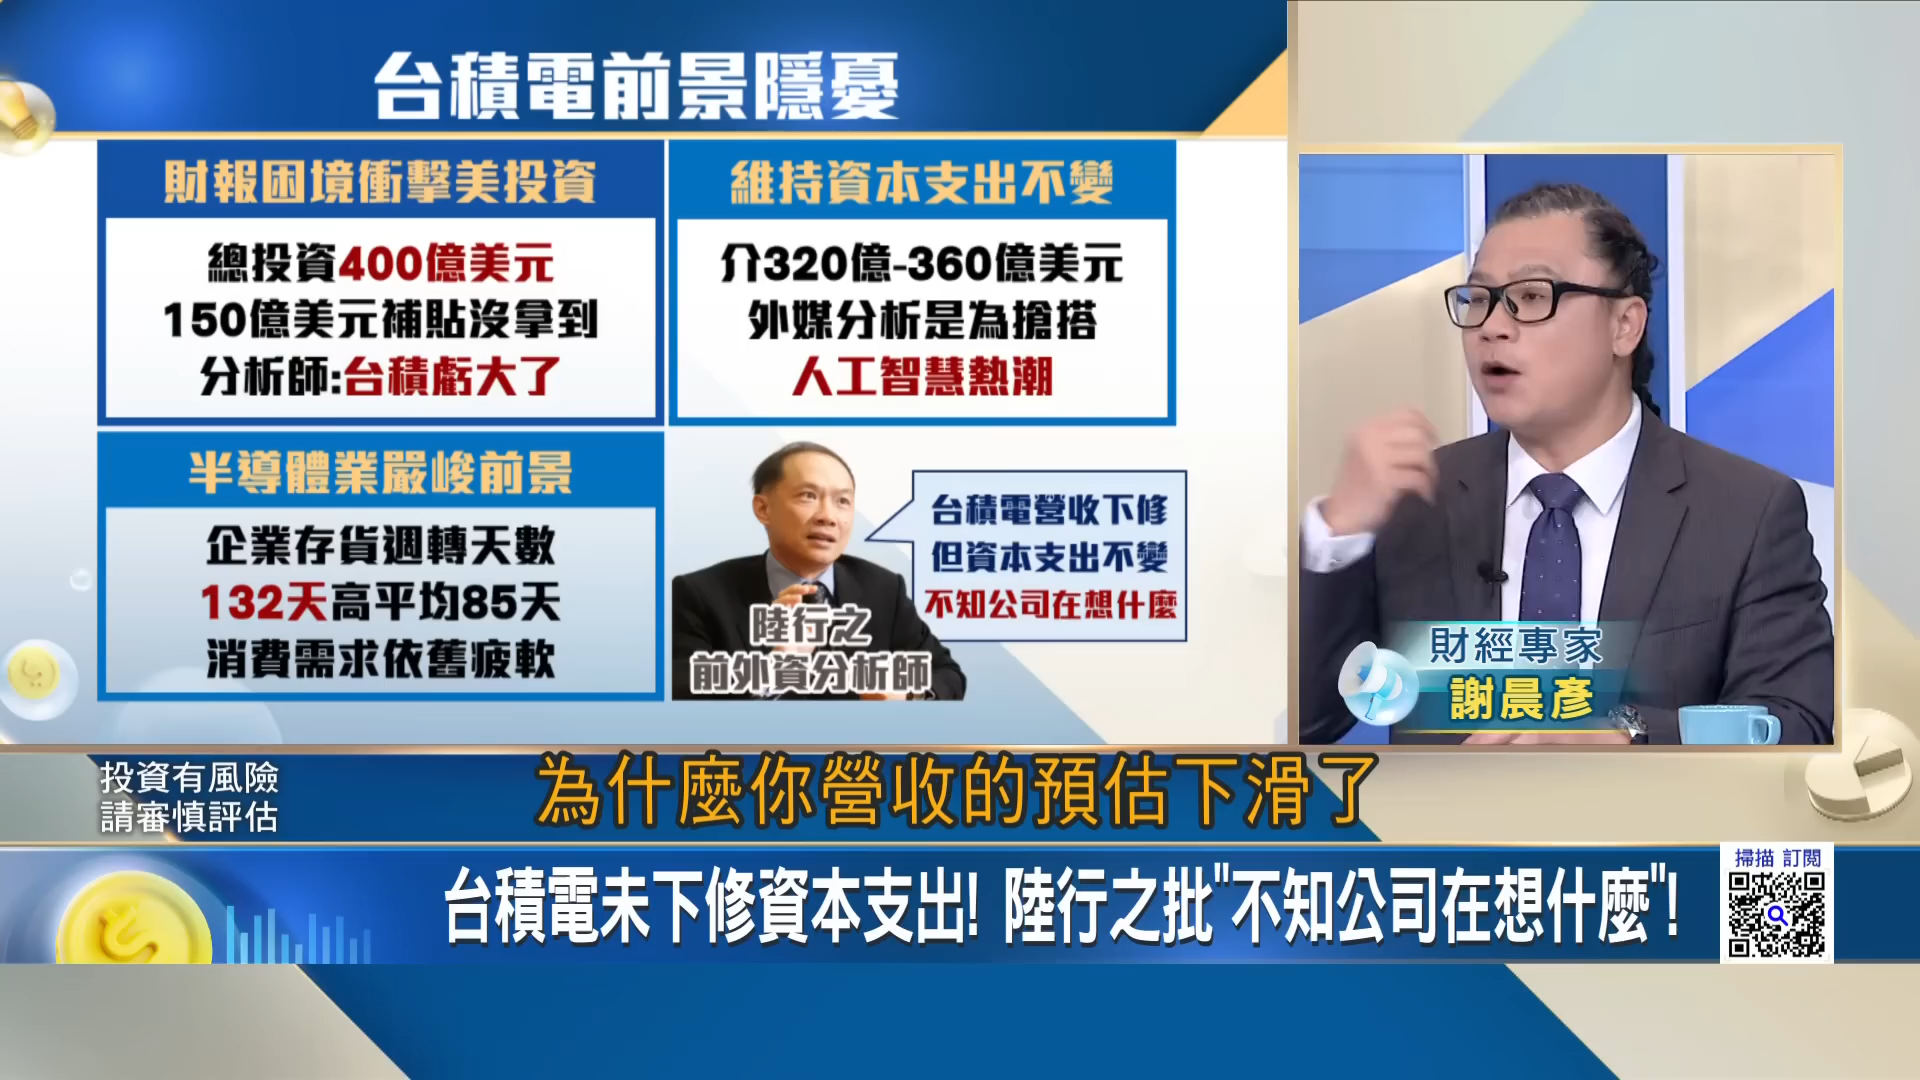 台積電前景隱憂
財報困境衝擊美投資
總投資400億美元
150億美元補貼沒拿到
分析師:台積虧大了
維持資本支出不變
介320億-360億美元
外媒分析是為搶搭
人工智慧熱潮
半導體業嚴峻前景
企業存貨週轉天數
132天高平均85天
消費需求依舊疲軟
台積電營收下修
但資本支出不變
不知公司在想什麼
陸行之
前外資分析師
財經專家
謝晨彥
投資有風險
請審慎評估
為什麼你營收的預估下滑了
台積電未下修資本支出! 陸行之批"不知公司在想什麼"!
掃描 訂閱